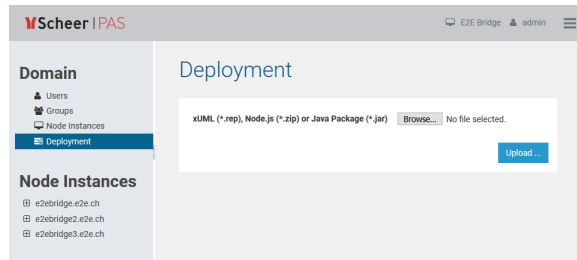 Scheer | PAS
E2E Bridge admin
Domain
Users
Groups
Node Instances
Deployment
Node Instances
e2ebridge.e2e.ch
e2ebridge2.e2e.ch
e2ebridge3.e2e.ch
Deployment
xUML (*.rep), Node.js (*.zip) or Java Package (*.jar) Browse... No file selected.
Upload ...